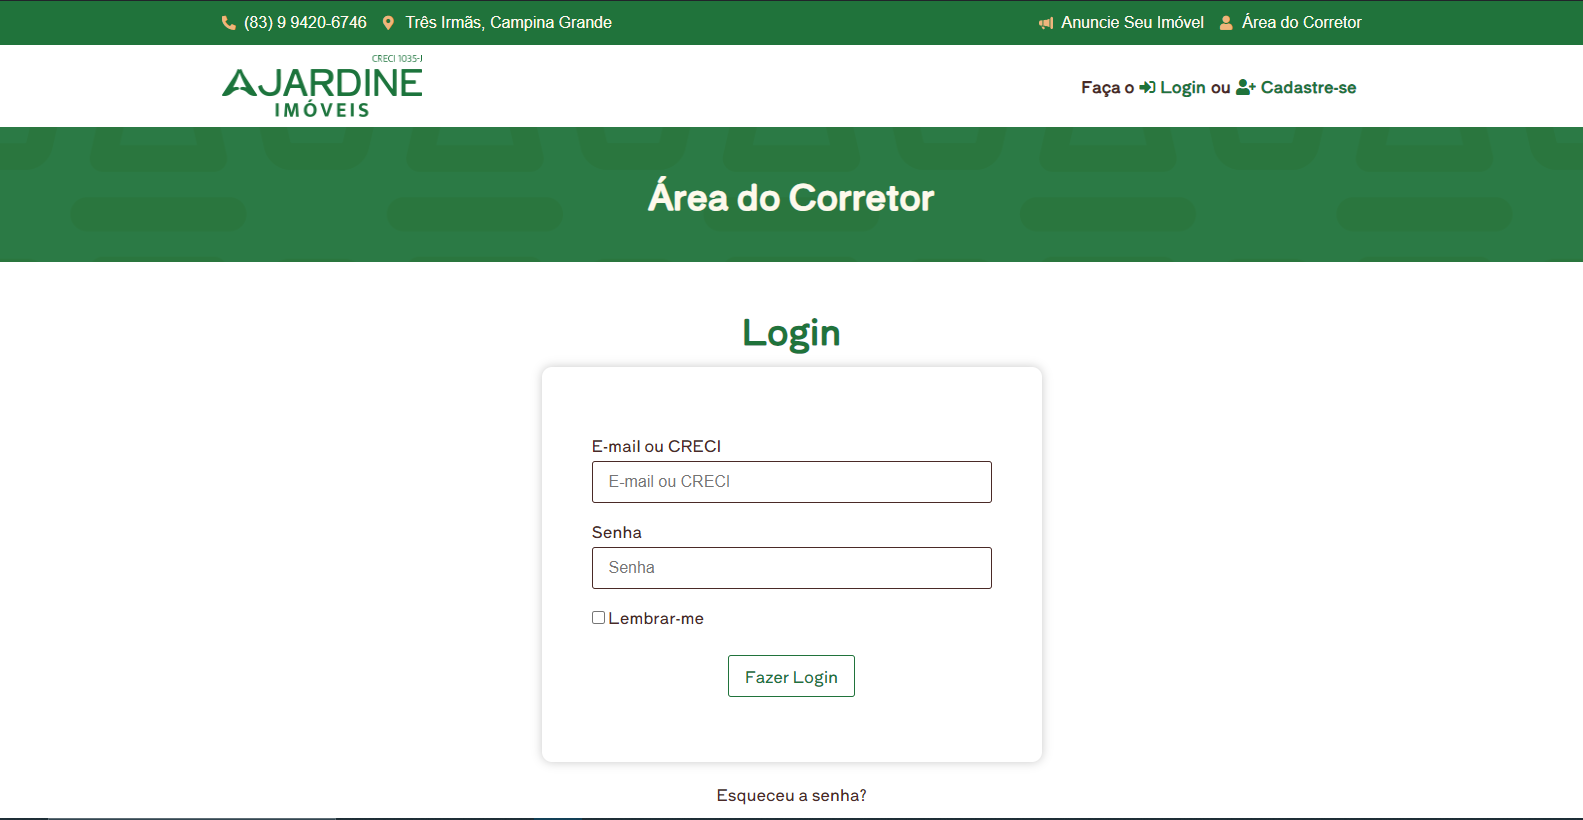 (83) 9 9420-6746 Três Irmãs, Campina Grande Anuncie Seu Imóvel Área do Corretor
CRECI 1035-J
AJARDINE
IMÓVEIS
Faça o Login ou Cadastre-se
Área do Corretor
Login
E-mail ou CRECI
E-mail ou CRECI
Senha
Senha
Lembrar-me
Fazer Login
Esqueceu a senha?